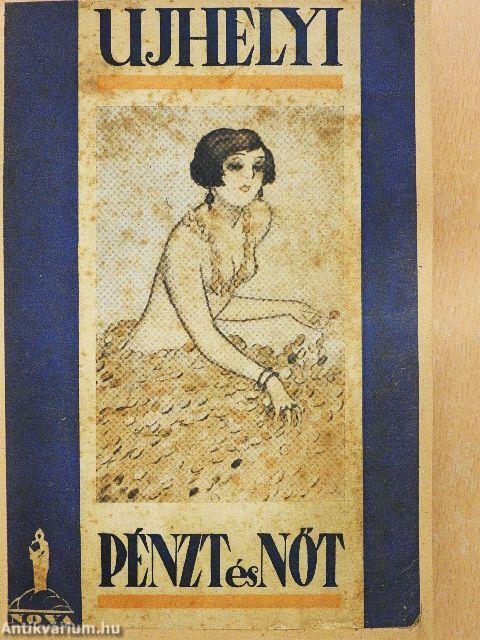 UJHELYI
PÉNZT és NŐT
NOVA
Antikvarium.hu